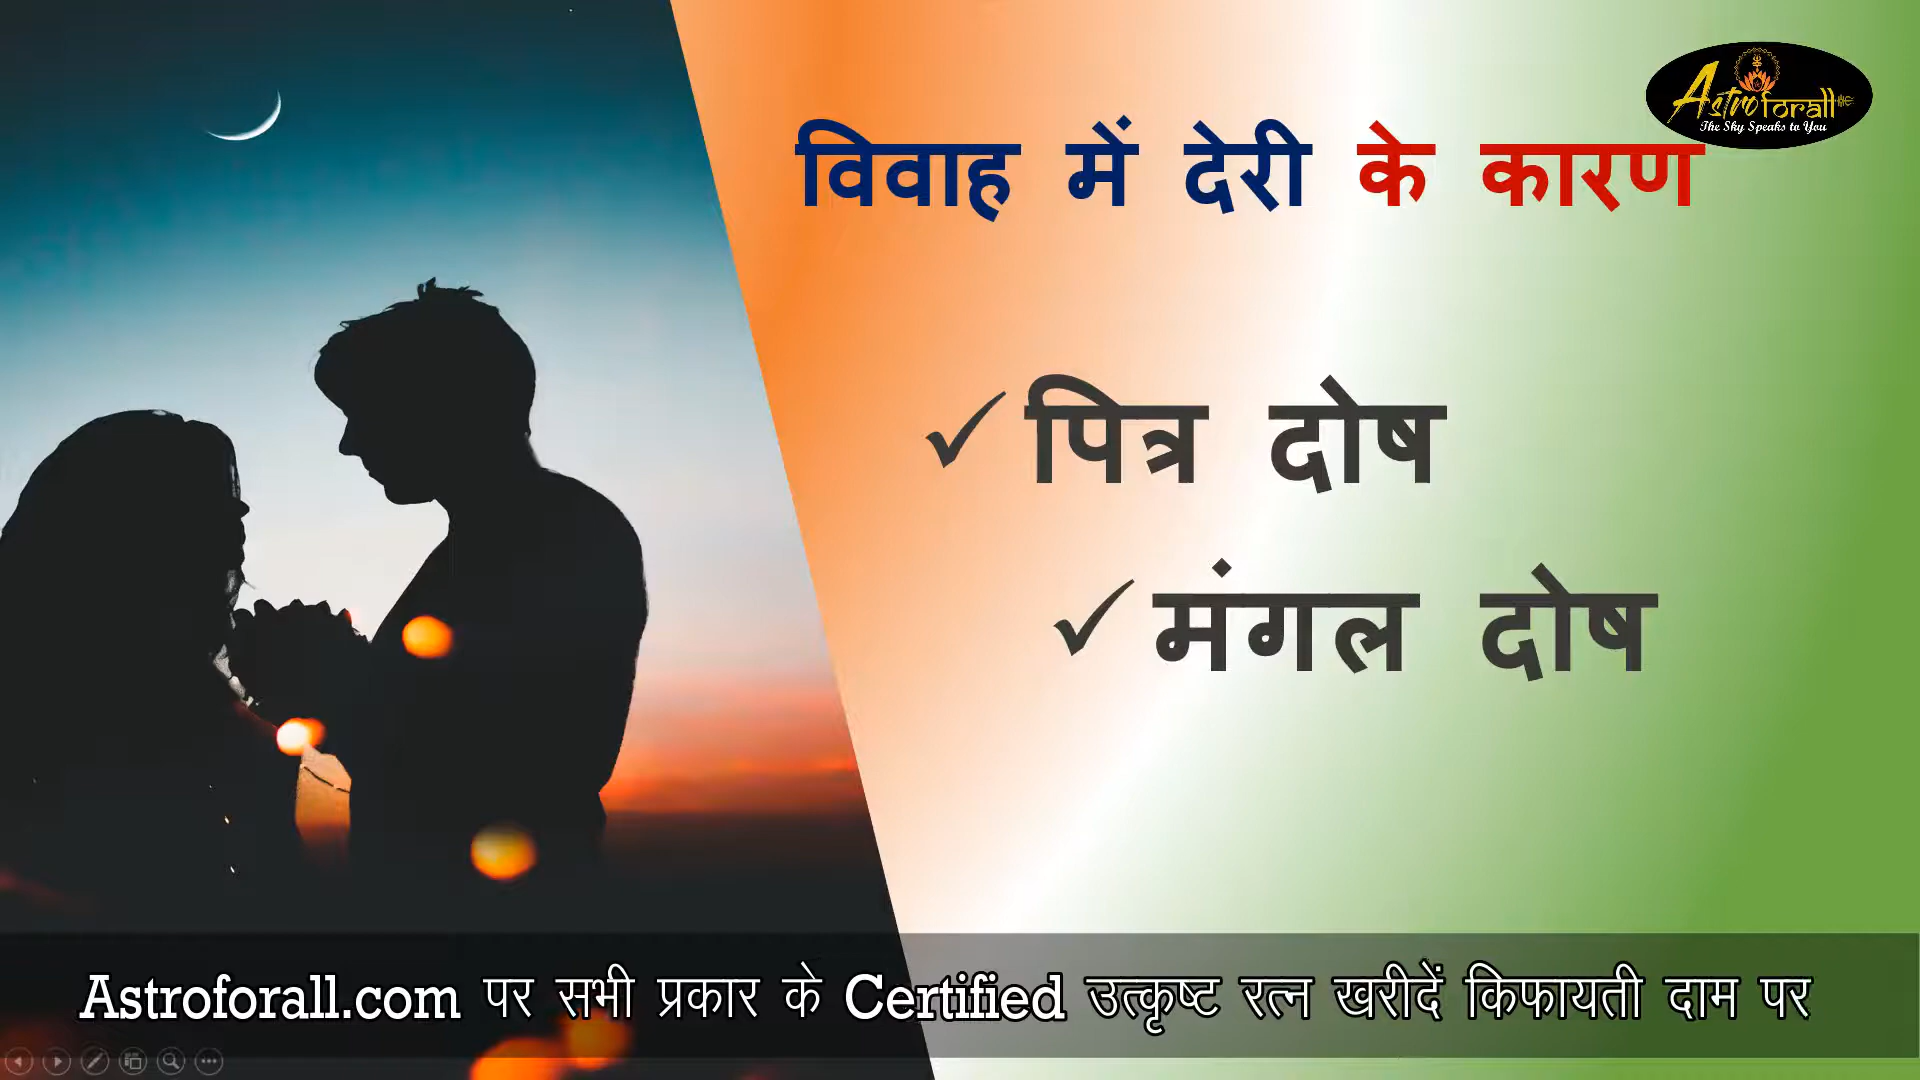 Astroforall
The Sky Speaks to You
विवाह में देरी के कारण
✓ पित्र दोष
✓ मंगल दोष
Astroforall.com पर सभी प्रकार के Certified उत्कृष्ट रत्न खरीदें किफायती दाम पर